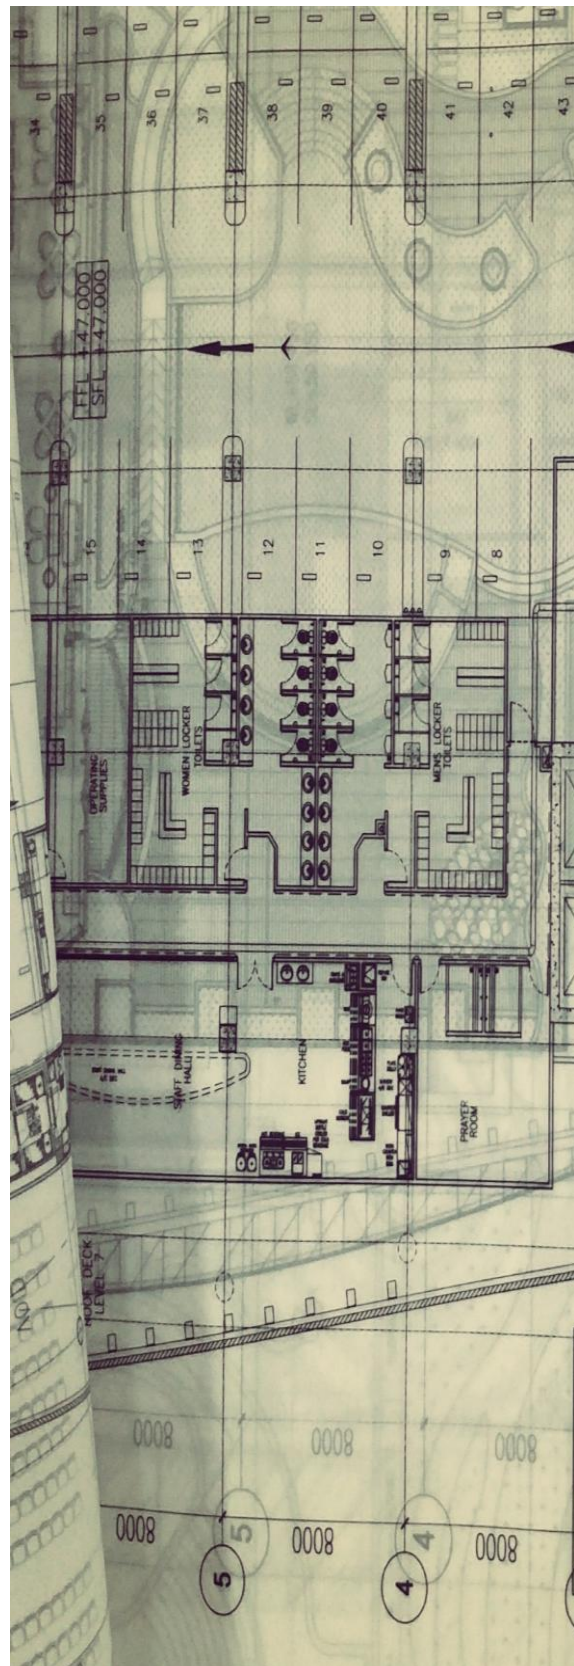 34
35
36
37
38
39
40
41
42
43
FFL +47.000
SFL +47.000
15
14
13
12
11
10
9
8
OPERATING
SUPPLIES
WOMEN LOCKER
TOILETS
MENS LOCKER
TOILETS
STAFF DINING
HALL
KITCHEN
PRAYER
ROOM
ROOF DECK
LEVEL 7
8000
8000
8000
5
4
8000
8000
8000
5
4